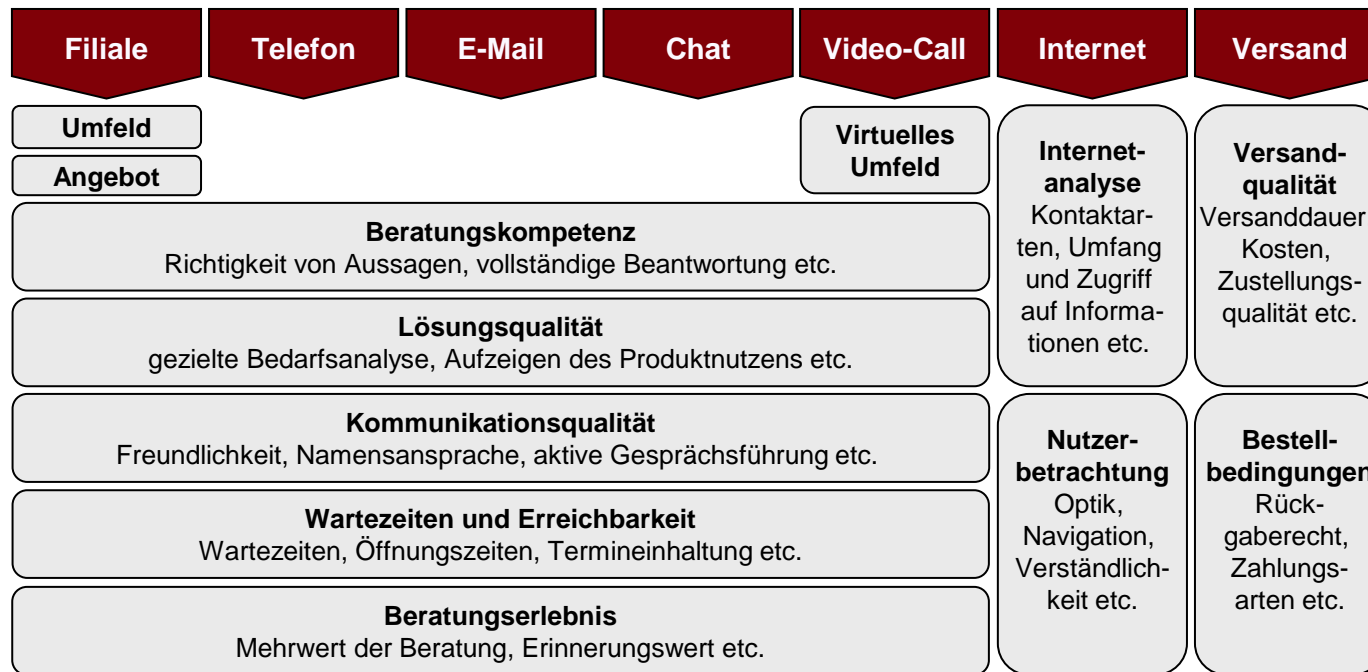 Filiale
Telefon
E-Mail
Chat
Video-Call
Internet
Versand
Umfeld
Angebot
Virtuelles
Umfeld
Beratungskompetenz
Richtigkeit von Aussagen, vollständige Beantwortung etc.
Lösungsqualität
gezielte Bedarfsanalyse, Aufzeigen des Produktnutzens etc.
Kommunikationsqualität
Freundlichkeit, Namensansprache, aktive Gesprächsführung etc.
Wartezeiten und Erreichbarkeit
Wartezeiten, Öffnungszeiten, Termineinhaltung etc.
Beratungserlebnis
Mehrwert der Beratung, Erinnerungswert etc.
Internet-
analyse
Kontaktar-
ten, Umfang
und Zugriff
auf Informa-
tionen etc.
Nutzer-
betrachtung
Optik,
Navigation,
Verständlich-
keit etc.
Versand-
qualität
Versanddauer
Kosten,
Zustellungs-
qualität etc.
Bestell-
bedingungen
Rück-
gaberecht,
Zahlungs-
arten etc.